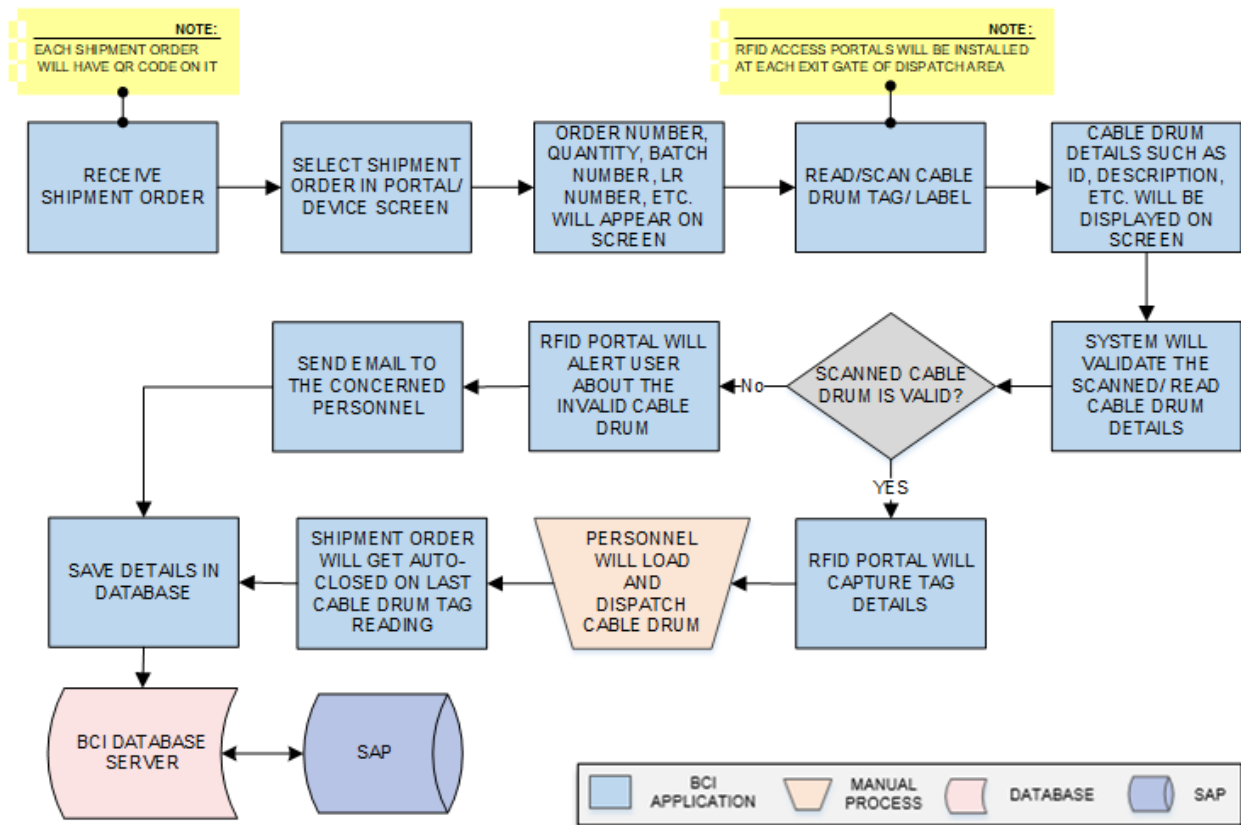 NOTE:
EACH SHIPMENT ORDER
WILL HAVE QR CODE ON IT
NOTE:
RFID ACCESS PORTALS WILL BE INSTALLED
AT EACH EXIT GATE OF DISPATCH AREA
RECEIVE
SHIPMENT ORDER
SELECT SHIPMENT
ORDER IN PORTAL/
DEVICE SCREEN
ORDER NUMBER,
QUANTITY, BATCH
NUMBER, LR
NUMBER, ETC.
WILL APPEAR ON
SCREEN
READ/SCAN CABLE
DRUM TAG/ LABEL
CABLE DRUM
DETAILS SUCH AS
ID, DESCRIPTION,
ETC. WILL BE
DISPLAYED ON
SCREEN
SYSTEM WILL
VALIDATE THE
SCANNED/ READ
CABLE DRUM
DETAILS
SCANNED CABLE
DRUM IS VALID?
No
RFID PORTAL WILL
ALERT USER
ABOUT THE
INVALID CABLE
DRUM
SEND EMAIL TO
THE CONCERNED
PERSONNEL
YES
RFID PORTAL WILL
CAPTURE TAG
DETAILS
PERSONNEL
WILL LOAD
AND
DISPATCH
CABLE DRUM
SHIPMENT ORDER
WILL GET AUTO-
CLOSED ON LAST
CABLE DRUM TAG
READING
SAVE DETAILS IN
DATABASE
BCI DATABASE
SERVER
SAP
BCI
APPLICATION
MANUAL
PROCESS
DATABASE
SAP